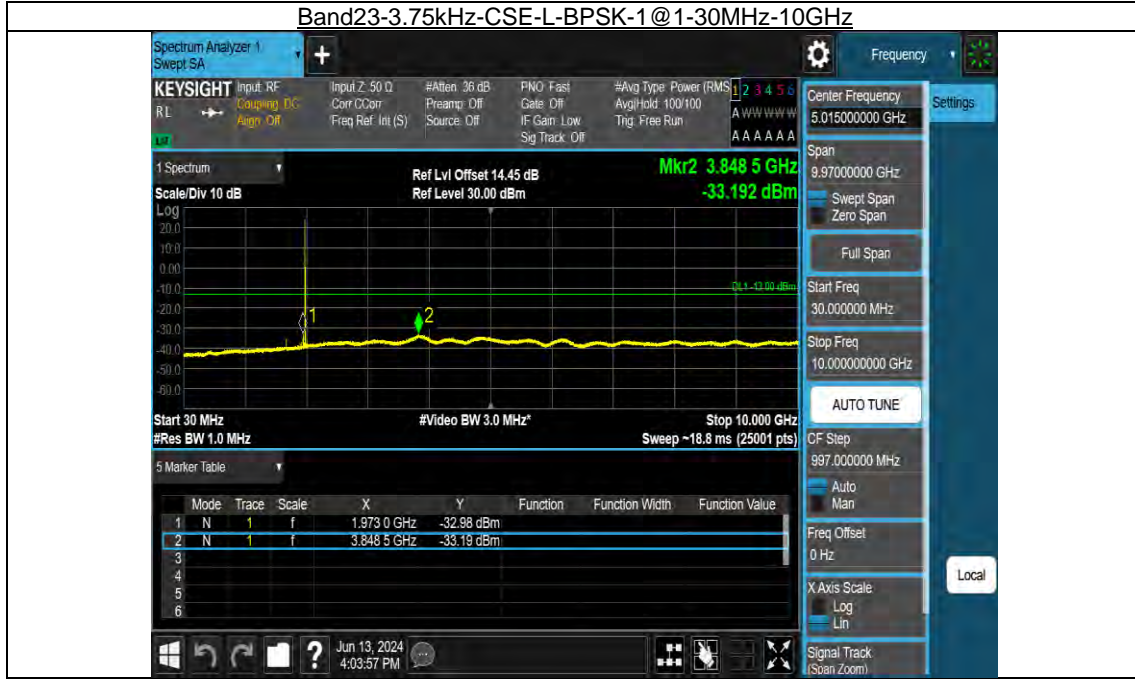 Band23-3.75kHz-CSE-L-BPSK-1@1-30MHz-10GHz
Spectrum Analyzer 1
Swept SA
+
Frequency
KEYSIGHT
RL
Input: RF
Coupling: DC
Align: Off
Input Z: 50 Ω
Corr CCorr
Freq Ref: Int (S)
#Atten: 36 dB
Preamp: Off
Source: Off
PNO: Fast
Gate: Off
IF Gain: Low
Sig Track: Off
#Avg Type: Power (RMS
Avg|Hold: 100/100
Trig: Free Run
1 2 3 4 5 6
A W W W W W
A A A A A A
Settings
Center Frequency
5.015000000 GHz
Span
9.97000000 GHz
Swept Span
Zero Span
Full Span
Start Freq
30.000000 MHz
Stop Freq
10.000000000 GHz
AUTO TUNE
CF Step
997.000000 MHz
Auto
Man
Freq Offset
0 Hz
X Axis Scale
Log
Lin
Signal Track
(Span Zoom)
Local
1 Spectrum
Scale/Div 10 dB
Ref Lvl Offset 14.45 dB
Ref Level 30.00 dBm
Mkr2 3.848 5 GHz
-33.192 dBm
Log
20.0
10.0
0.00
-10.0
-20.0
-30.0
-40.0
-50.0
-60.0
DL1 -13.00 dBm
1
2
Start 30 MHz
#Video BW 3.0 MHz*
Stop 10.000 GHz
#Res BW 1.0 MHz
Sweep ~18.8 ms (25001 pts)
5 Marker Table
Mode Trace Scale X Y Function Function Width Function Value
1 N 1 f 1.973 0 GHz -32.98 dBm
2 N 1 f 3.848 5 GHz -33.19 dBm
3
4
5
6
?
Jun 13, 2024
4:03:57 PM